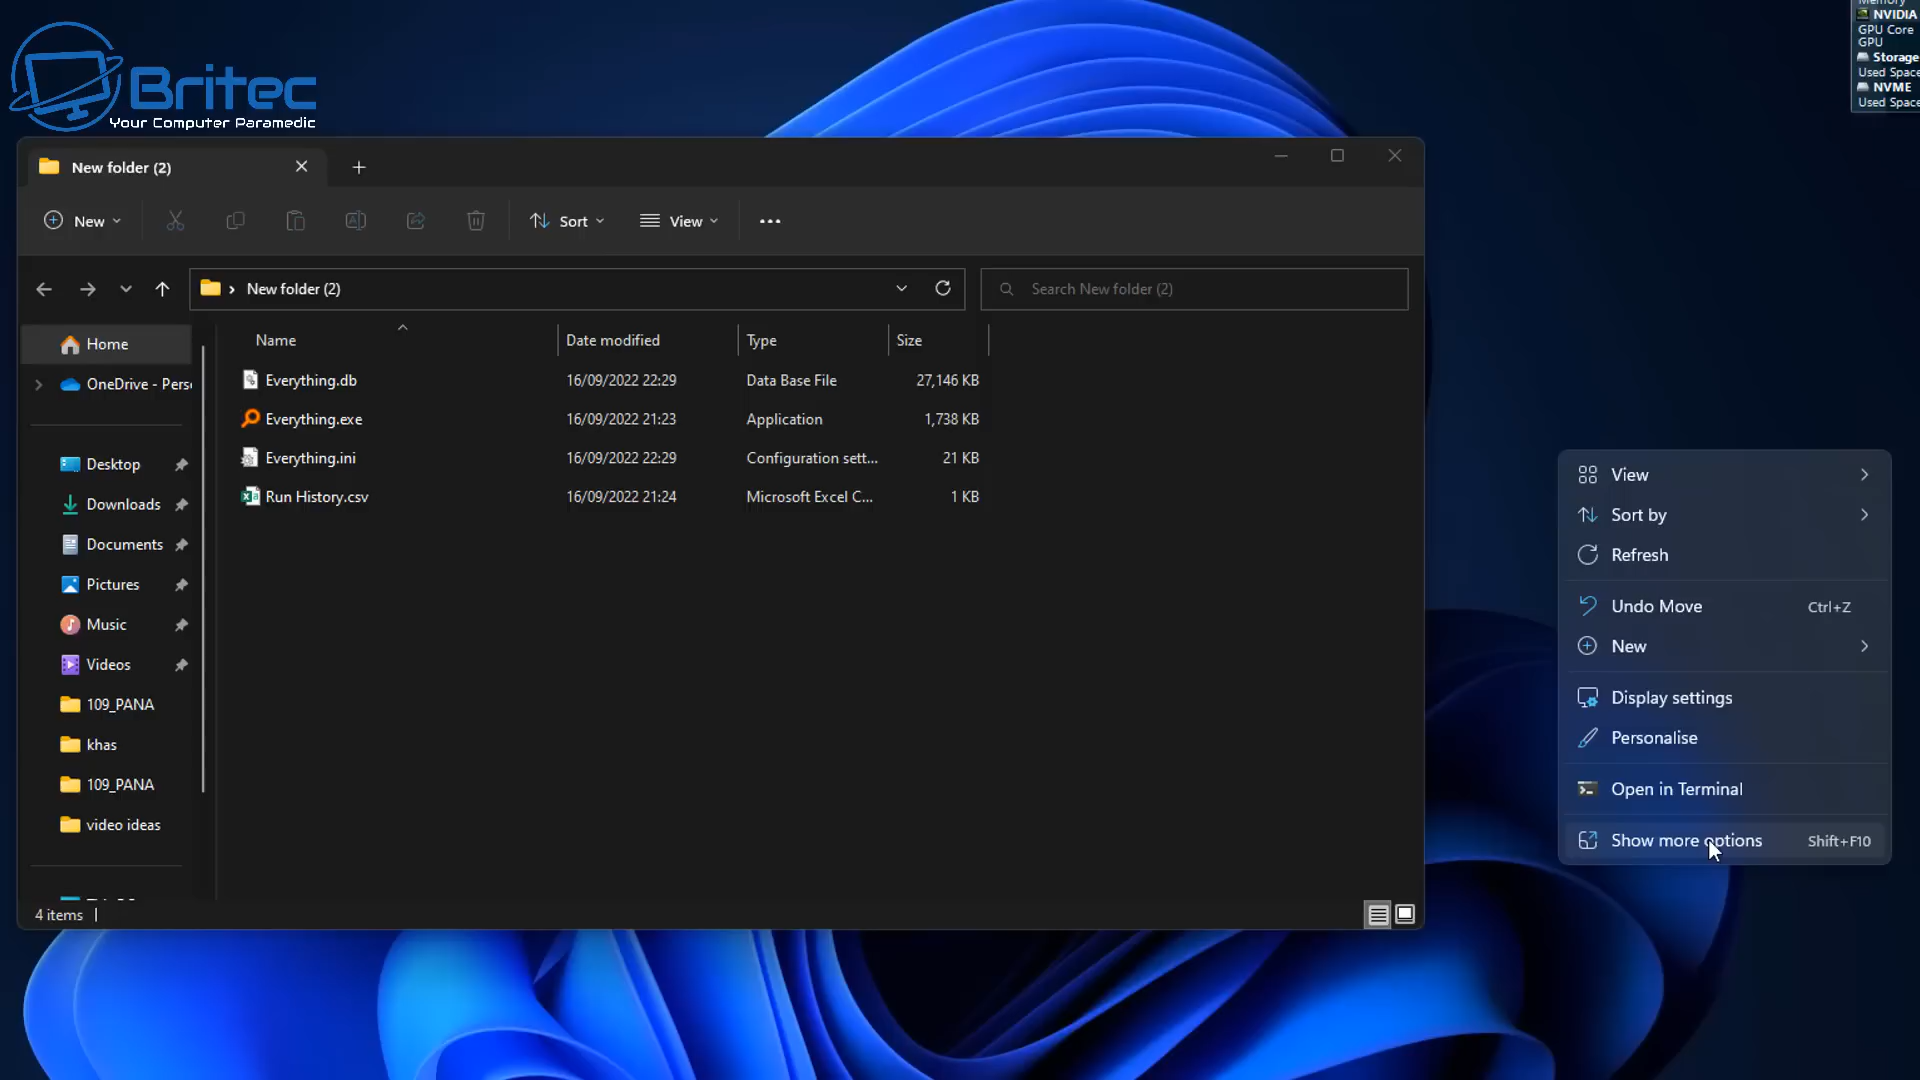 Britec
Your Computer Paramedic
NVIDIA
GPU Core
GPU
Storage
Used Space
NVME
Used Space
New folder (2)
New
Sort
View
New folder (2)
Search New folder (2)
Name
Date modified
Type
Size
Home
OneDrive - Pers
Everything.db
16/09/2022 22:29
Data Base File
27,146 KB
Everything.exe
16/09/2022 21:23
Application
1,738 KB
Everything.ini
16/09/2022 22:29
Configuration sett...
21 KB
Run History.csv
16/09/2022 21:24
Microsoft Excel C...
1 KB
Desktop
Downloads
Documents
Pictures
Music
Videos
109_PANA
khas
109_PANA
video ideas
4 items
View
Sort by
Refresh
Undo Move
Ctrl+Z
New
Display settings
Personalise
Open in Terminal
Show more options
Shift+F10